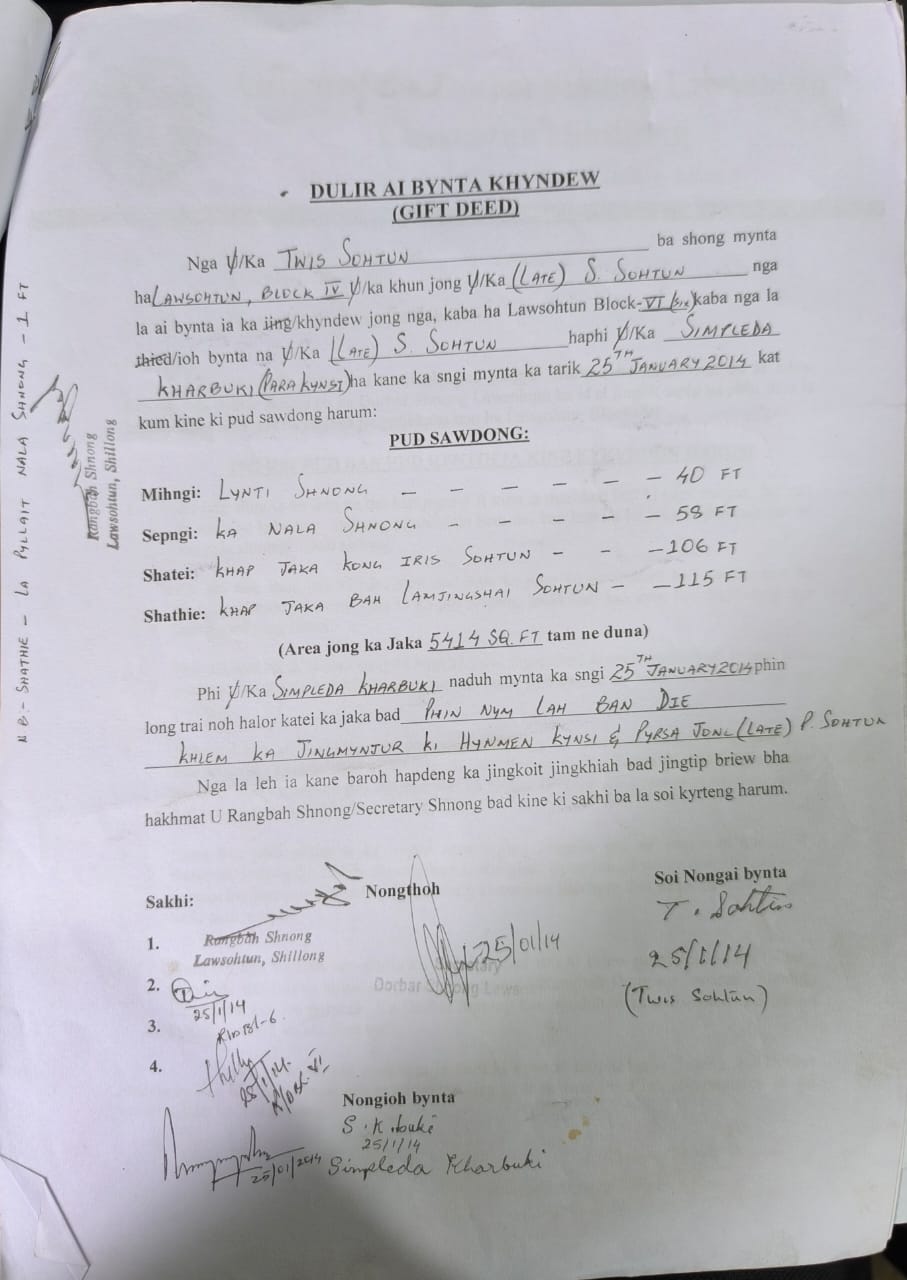 DULIR AI BYNTA KHYNDEW
(GIFT DEED)
Nga U/Ka TWIS SOHTUN ba shong mynta
ha LAWSOHTUN, BLOCK IV U/ka khun jong U/Ka (LATE) S. SOHTUN nga
la ai bynta ia ka jing/khyndew jong nga, kaba ha Lawsohtun Block-VI (six) kaba nga la
thied/ioh bynta na U/Ka (LATE) S. SOHTUN haphi U/Ka SIMPLEDA
KHARBUKI (PARA KYNSI) ha kane ka sngi mynta ka tarik 25TH JANUARY 2014 kat
kum kine ki pud sawdong harum:
PUD SAWDONG:
Mihngi: LYNTI SHNONG - - - - - - 40 FT
Sepngi: KA NALA SHNONG - - - - - 58 FT
Shatei: KHAP JAKA KONG IRIS SOHTUN - - - 106 FT
Shathie: KHAP JAKA BAH LAMJINGSHAI SOHTUN - - 115 FT
(Area jong ka Jaka 5414 SQ. FT tam ne duna)
Phi U/Ka SIMPLEDA KHARBUKI naduh mynta ka sngi 25TH JANUARY 2014 phin
long trai noh halor katei ka jaka bad PHIN NYM LAH BAN DIE
KHLEM KA JINGMYNJUR KI HYNMEN KYNSI & PYRSA JONG (LATE) P. SOHTUN
Nga la leh ia kane baroh hapdeng ka jingkoit jingkhiah bad jingtip briew bha
hakhmat U Rangbah Shnong/Secretary Shnong bad kine ki sakhi ba la soi kyrteng harum.
N B:- SHATHIE - LA PYLLAIT NALA SHNONG - 1 FT
Rangbah Shnong
Lawsohtun, Shillong
Sakhi:
Nongthoh
Soi Nongai bynta
T. Sohtun
25/1/14
(Twis Sohtun)
25/01/14
Secretary
Dorbar Shnong
1.
Rangbah Shnong
Lawsohtun, Shillong
2.
25/1/14
3.
R/o Bl-6
4.
25/1/14.
R/o BL. VI
25/01/2014
Nongioh bynta
S. Kbuki
25/1/14
Simpleda Kharbuki